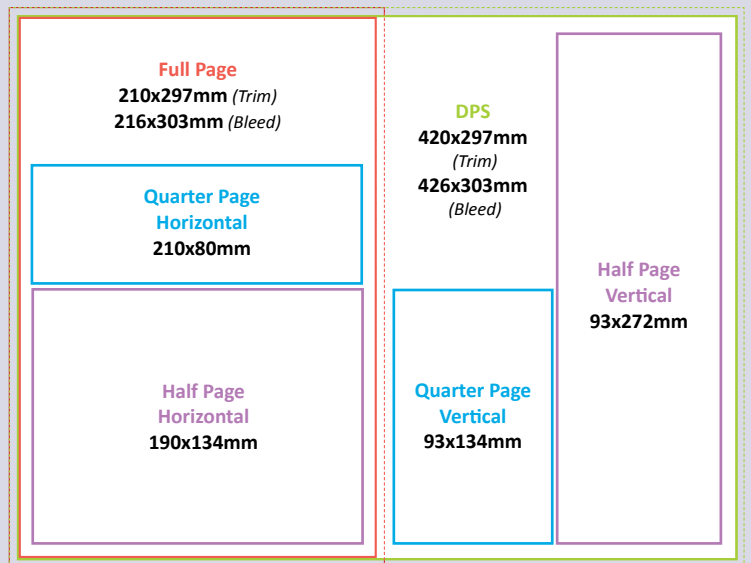 Full Page
210x297mm (Trim)
216x303mm (Bleed)
Quarter Page
Horizontal
210x80mm
Half Page
Horizontal
190x134mm
DPS
420x297mm
(Trim)
426x303mm
(Bleed)
Quarter Page
Vertical
93x134mm
Half Page
Vertical
93x272mm